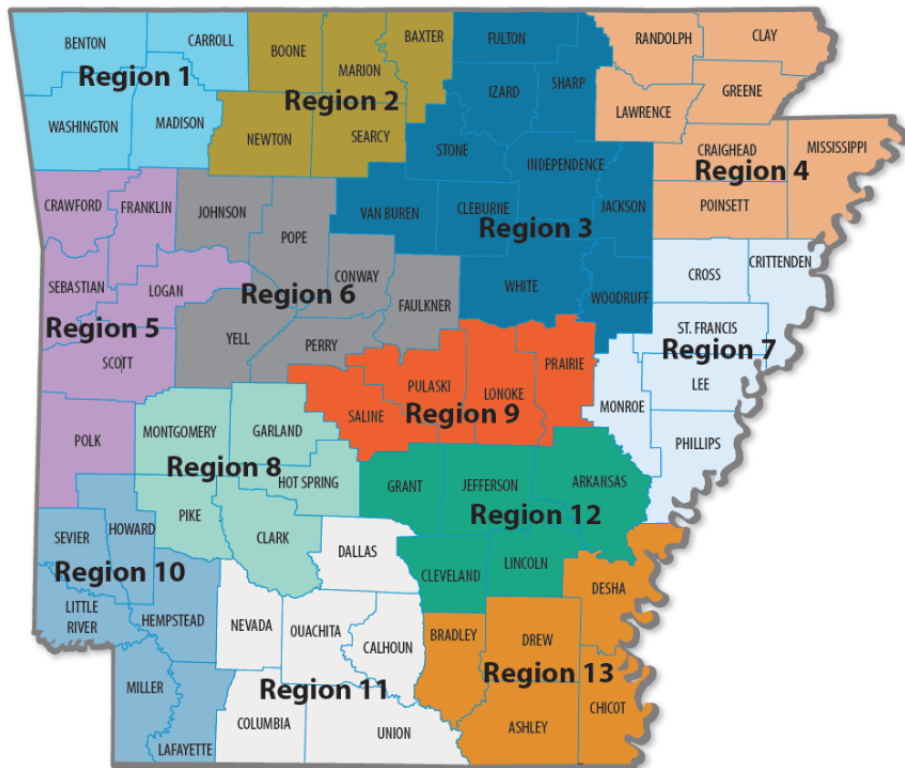 BENTON
CARROLL
Region 1
WASHINGTON
MADISON
BOONE
MARION
BAXTER
Region 2
NEWTON
SEARCY
FULTON
IZARD
SHARP
STONE
INDEPENDENCE
VAN BUREN
CLEBURNE
JACKSON
Region 3
WHITE
WOODRUFF
RANDOLPH
CLAY
GREENE
LAWRENCE
CRAIGHEAD
MISSISSIPPI
Region 4
POINSETT
CRAWFORD
FRANKLIN
SEBASTIAN
LOGAN
Region 5
SCOTT
POLK
JOHNSON
POPE
CONWAY
Region 6
FAULKNER
YELL
PERRY
CROSS
CRITTENDEN
ST. FRANCIS
Region 7
LEE
MONROE
PHILLIPS
MONTGOMERY
GARLAND
Region 8
HOT SPRING
PIKE
CLARK
PULASKI
LONOKE
PRAIRIE
SALINE
Region 9
SEVIER
HOWARD
Region 10
LITTLE
RIVER
HEMPSTEAD
MILLER
LAFAYETTE
DALLAS
NEVADA
OUACHITA
CALHOUN
Region 11
COLUMBIA
UNION
GRANT
JEFFERSON
ARKANSAS
Region 12
CLEVELAND
LINCOLN
DESHA
BRADLEY
DREW
Region 13
ASHLEY
CHICOT